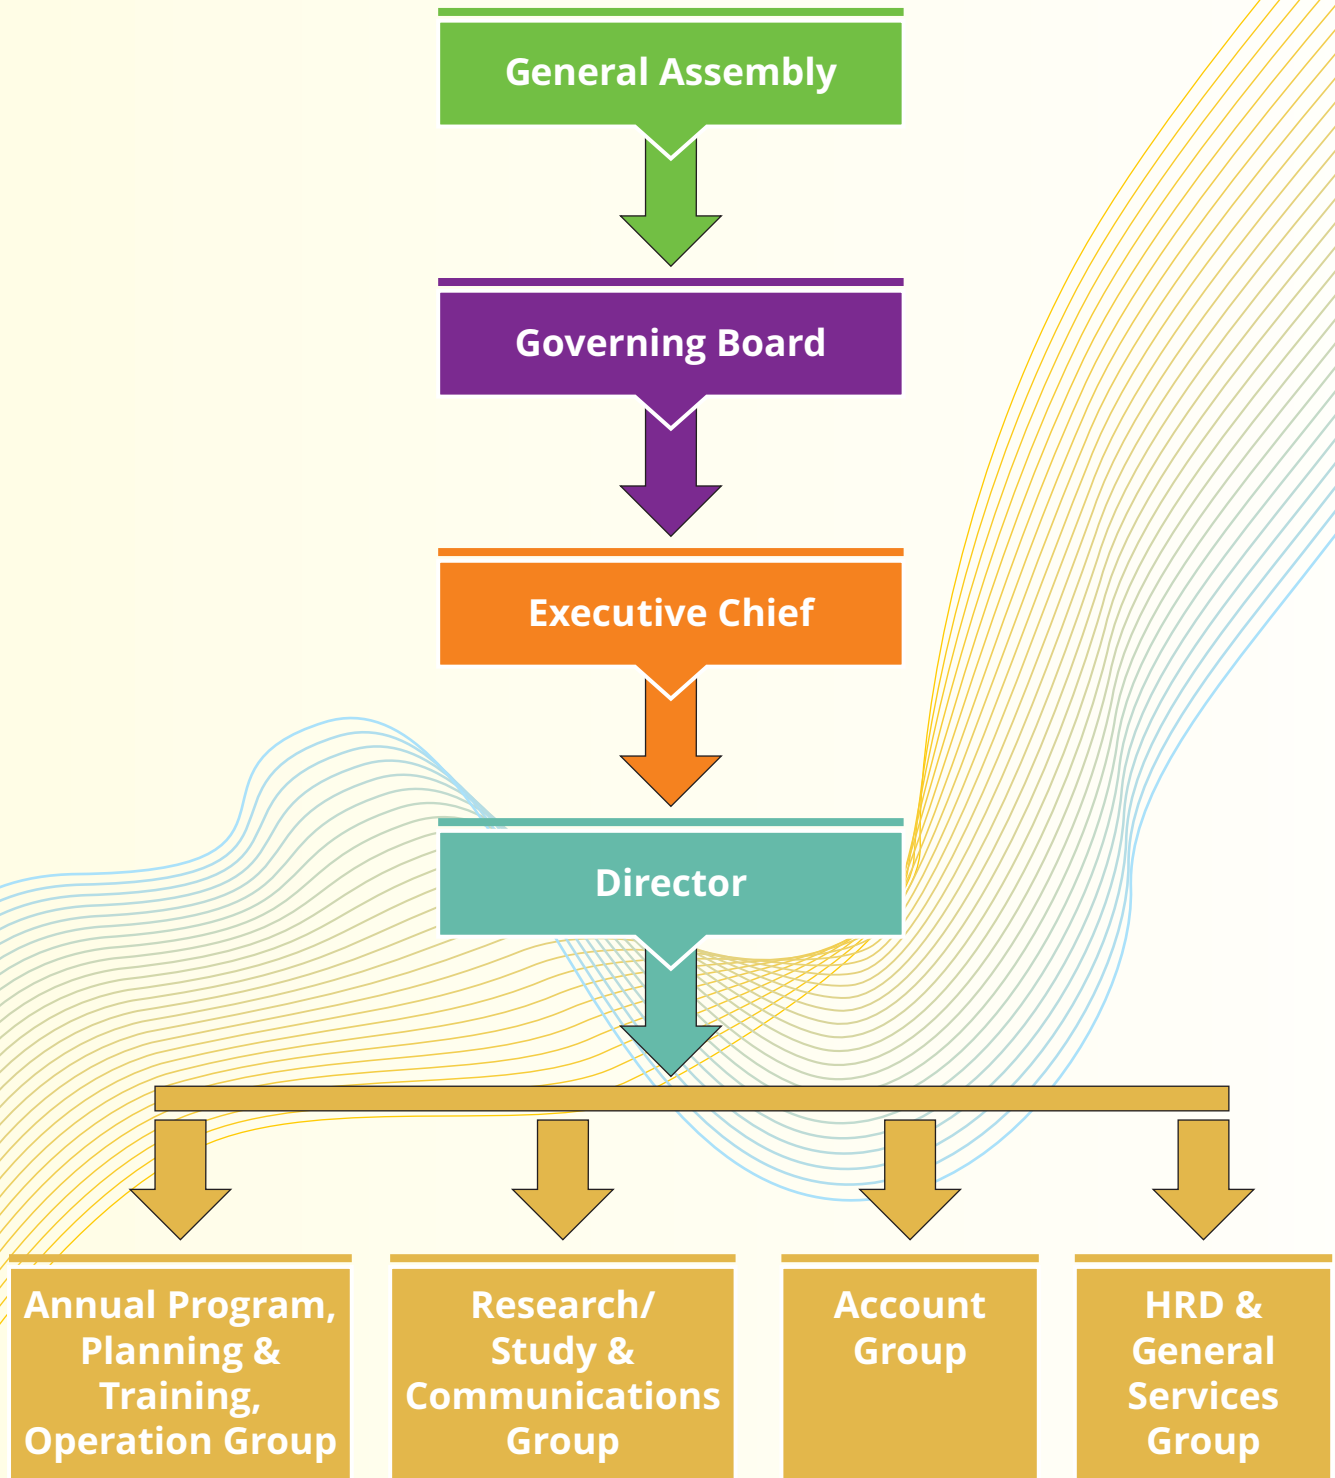 General Assembly
Governing Board
Executive Chief
Director
Annual Program,
Planning &
Training,
Operation Group
Research/
Study &
Communications
Group
Account
Group
HRD &
General
Services
Group